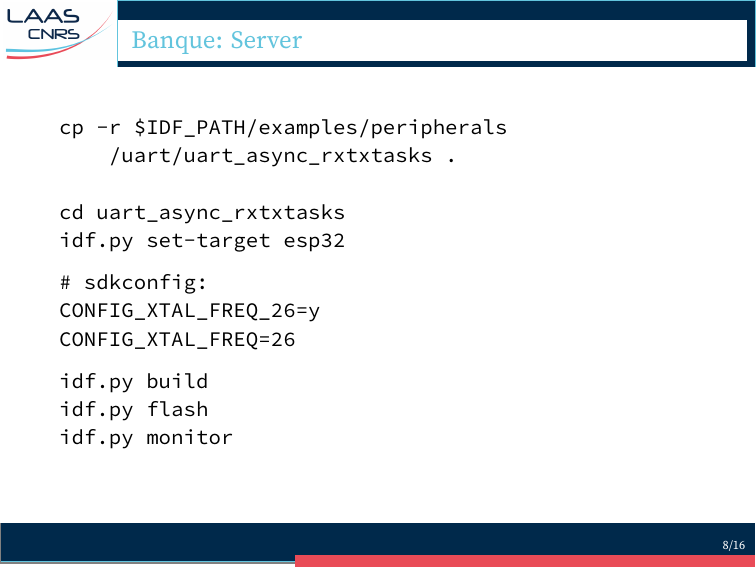 LAAS
CNRS
Banque: Server
cp -r $IDF_PATH/examples/peripherals
/uart/uart_async_rxtxtasks .
cd uart_async_rxtxtasks
idf.py set-target esp32
# sdkconfig:
CONFIG_XTAL_FREQ_26=y
CONFIG_XTAL_FREQ=26
idf.py build
idf.py flash
idf.py monitor
8/16